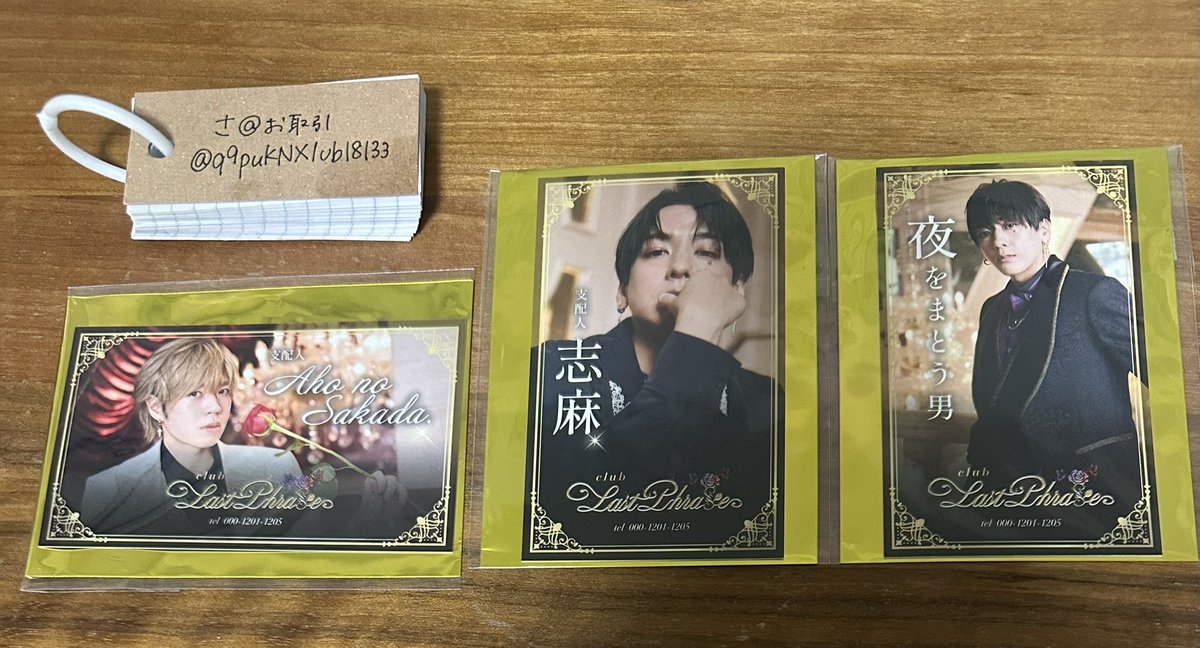 さ@お取引
@q9pukNX1ub18133
支配人
Aho no
Sakada.
club
Last Phrase
tel 000-1201-1205
支配人
志麻
club
Last Phrase
tel 000-1201-1205
夜をまとう男
club
Last Phrase
tel 000-1201-1205